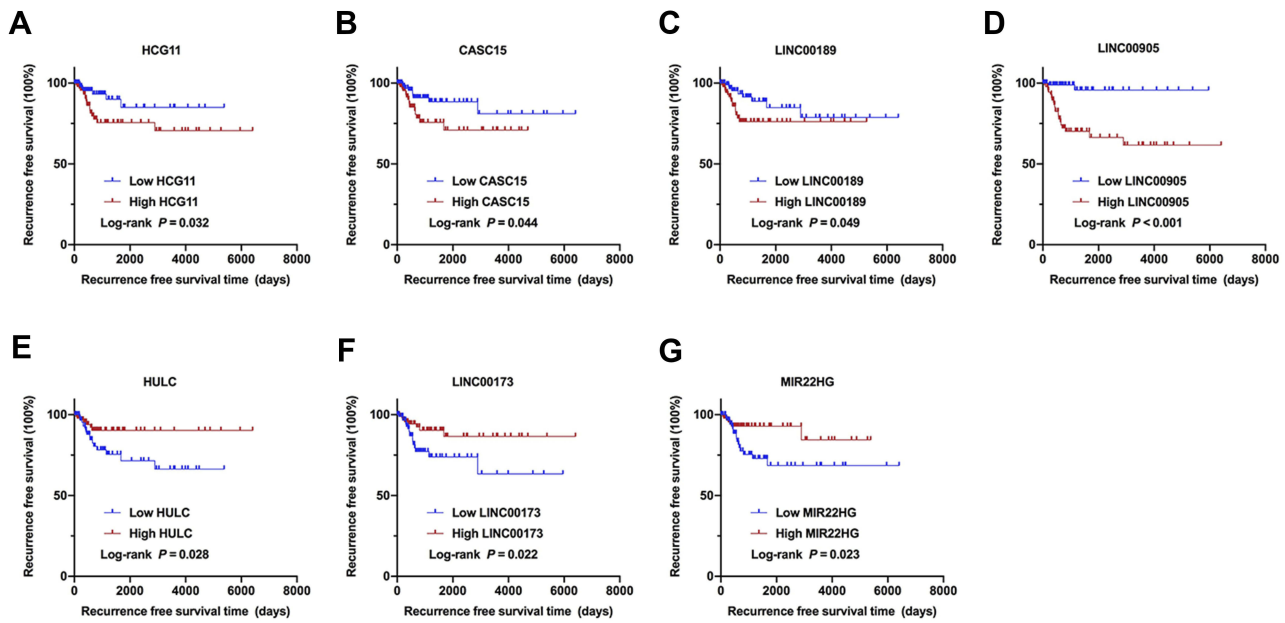 A
HCG11
Recurrence free survival (100%)
100
50
0
Low HCG11
High HCG11
Log-rank P = 0.032
0 2000 4000 6000 8000
Recurrence free survival time (days)
B
CASC15
Recurrence free survival (100%)
100
50
0
Low CASC15
High CASC15
Log-rank P = 0.044
0 2000 4000 6000 8000
Recurrence free survival time (days)
C
LINC00189
Recurrence free survival (100%)
100
50
0
Low LINC00189
High LINC00189
Log-rank P = 0.049
0 2000 4000 6000 8000
Recurrence free survival time (days)
D
LINC00905
Recurrence free survival (100%)
100
50
0
Low LINC00905
High LINC00905
Log-rank P < 0.001
0 2000 4000 6000 8000
Recurrence free survival time (days)
E
HULC
Recurrence free survival (100%)
100
50
0
Low HULC
High HULC
Log-rank P = 0.028
0 2000 4000 6000 8000
Recurrence free survival time (days)
F
LINC00173
Recurrence free survival (100%)
100
50
0
Low LINC00173
High LINC00173
Log-rank P = 0.022
0 2000 4000 6000 8000
Recurrence free survival time (days)
G
MIR22HG
Recurrence free survival (100%)
100
50
0
Low MIR22HG
High MIR22HG
Log-rank P = 0.023
0 2000 4000 6000 8000
Recurrence free survival time (days)